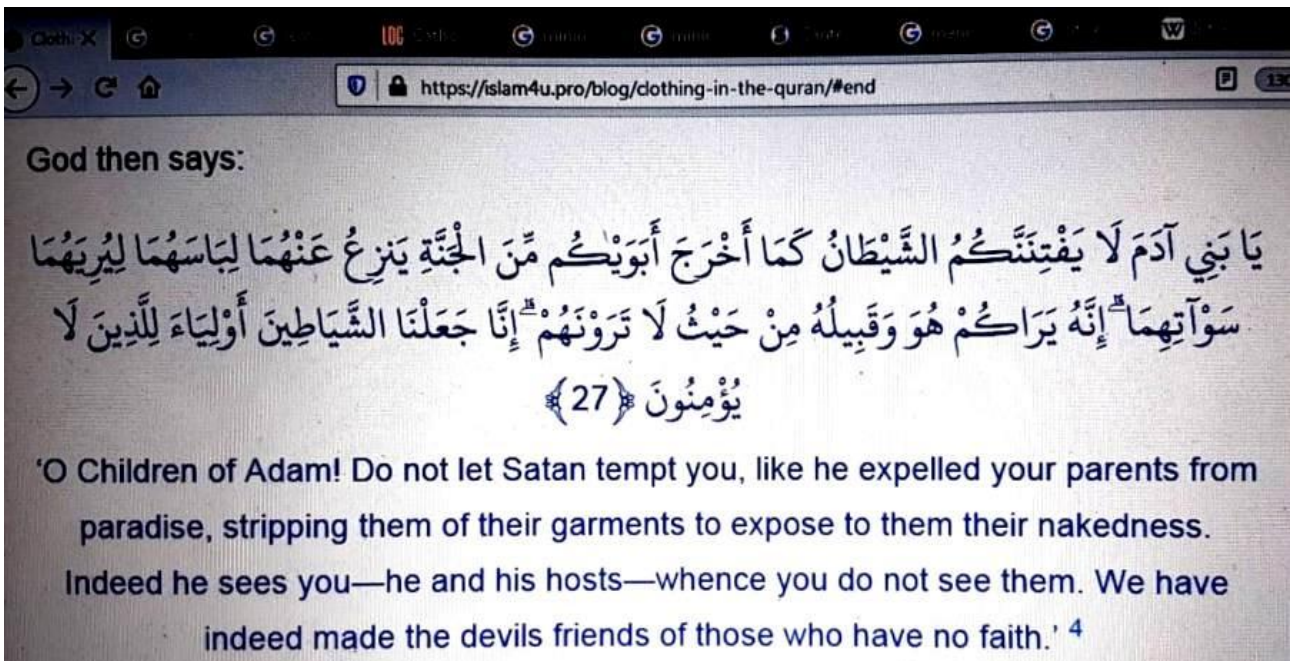 Clothi X
LOG
https://islam4u.pro/blog/clothing-in-the-quran/#end
130
God then says:
يَا بَنِي آدَمَ لَا يَفْتِنَنَّكُمُ الشَّيْطَانُ كَمَا أَخْرَجَ أَبَوَيْكُم مِّنَ الْجَنَّةِ يَنزِعُ عَنْهُمَا لِبَاسَهُمَا لِيُرِيَهُمَا
سَوْآتِهِمَا ۗ إِنَّهُ يَرَاكُمْ هُوَ وَقَبِيلُهُ مِنْ حَيْثُ لَا تَرَوْنَهُمْ ۗ إِنَّا جَعَلْنَا الشَّيَاطِينَ أَوْلِيَاءَ لِلَّذِينَ لَا
يُؤْمِنُونَ ﴿27﴾
'O Children of Adam! Do not let Satan tempt you, like he expelled your parents from
paradise, stripping them of their garments to expose to them their nakedness.
Indeed he sees you—he and his hosts—whence you do not see them. We have
indeed made the devils friends of those who have no faith.' 4